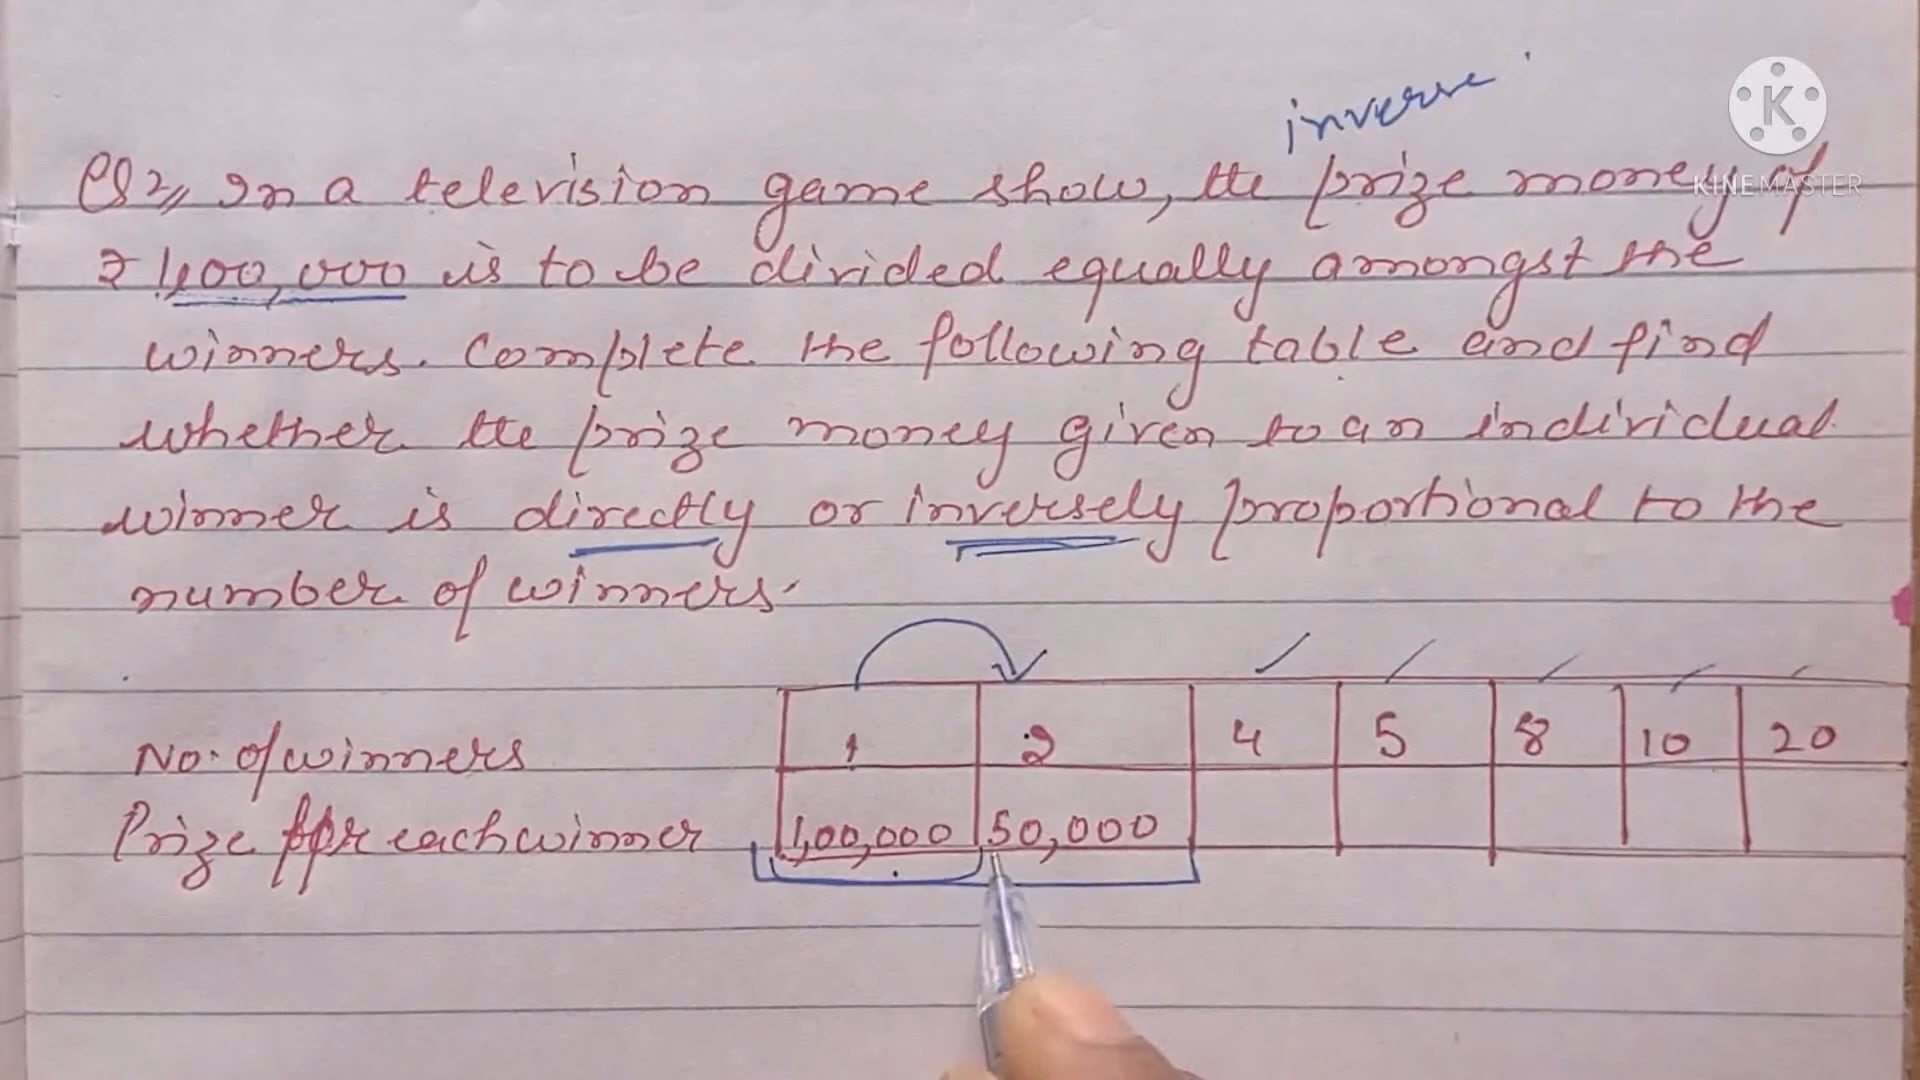 inverse
K
KINEMASTER
Q2,, In a television game show, the prize money of
₹ 1,00,000 is to be divided equally amongst the
winners. Complete the following table and find
whether the prize money given to an individual
winner is directly or inversely proportional to the
number of winners.
No. of winners 1 2 4 5 8 10 20
Prize for each winner 1,00,000 50,000